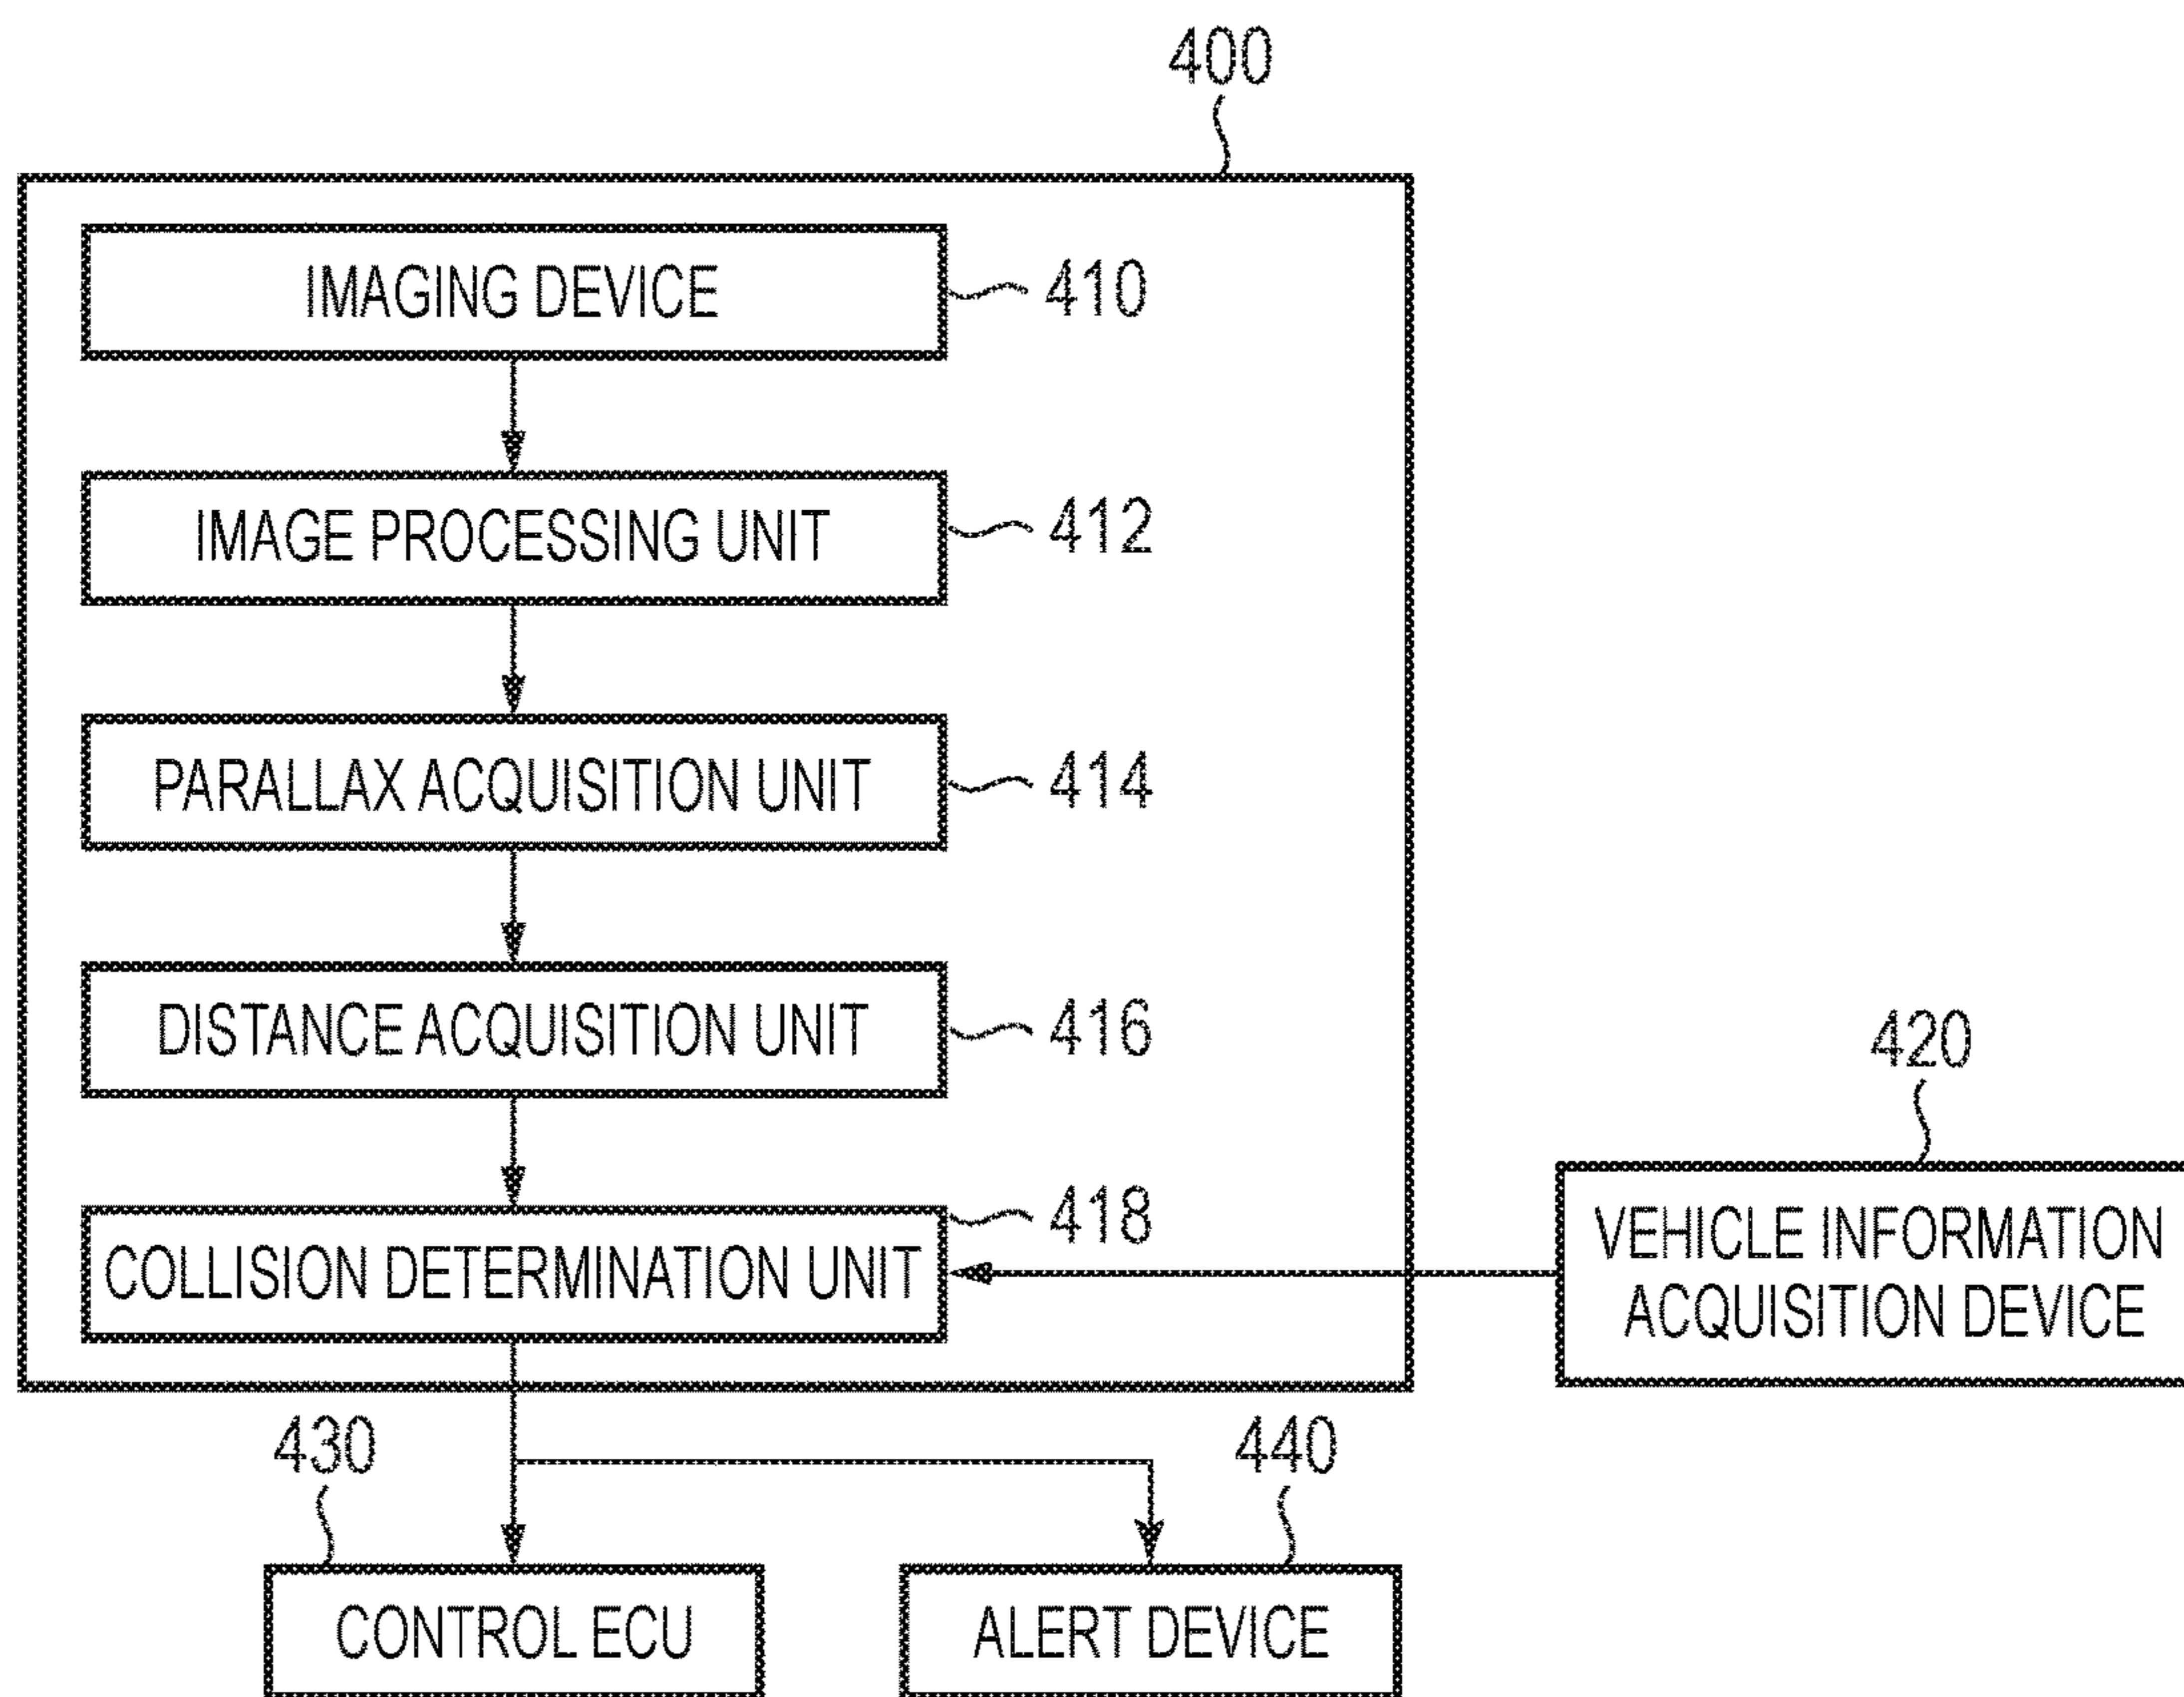 400
IMAGING DEVICE
410
IMAGE PROCESSING UNIT
412
PARALLAX ACQUISITION UNIT
414
DISTANCE ACQUISITION UNIT
416
COLLISION DETERMINATION UNIT
418
420
VEHICLE INFORMATION
ACQUISITION DEVICE
430
CONTROL ECU
440
ALERT DEVICE